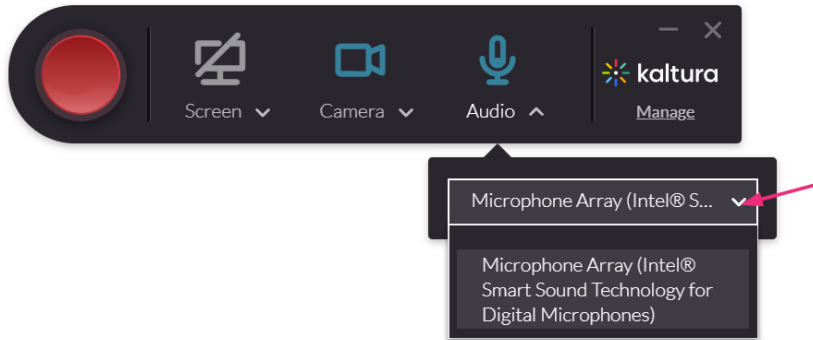 kaltura
Screen
Camera
Audio
Manage
Microphone Array (Intel® S...
Microphone Array (Intel®
Smart Sound Technology for
Digital Microphones)